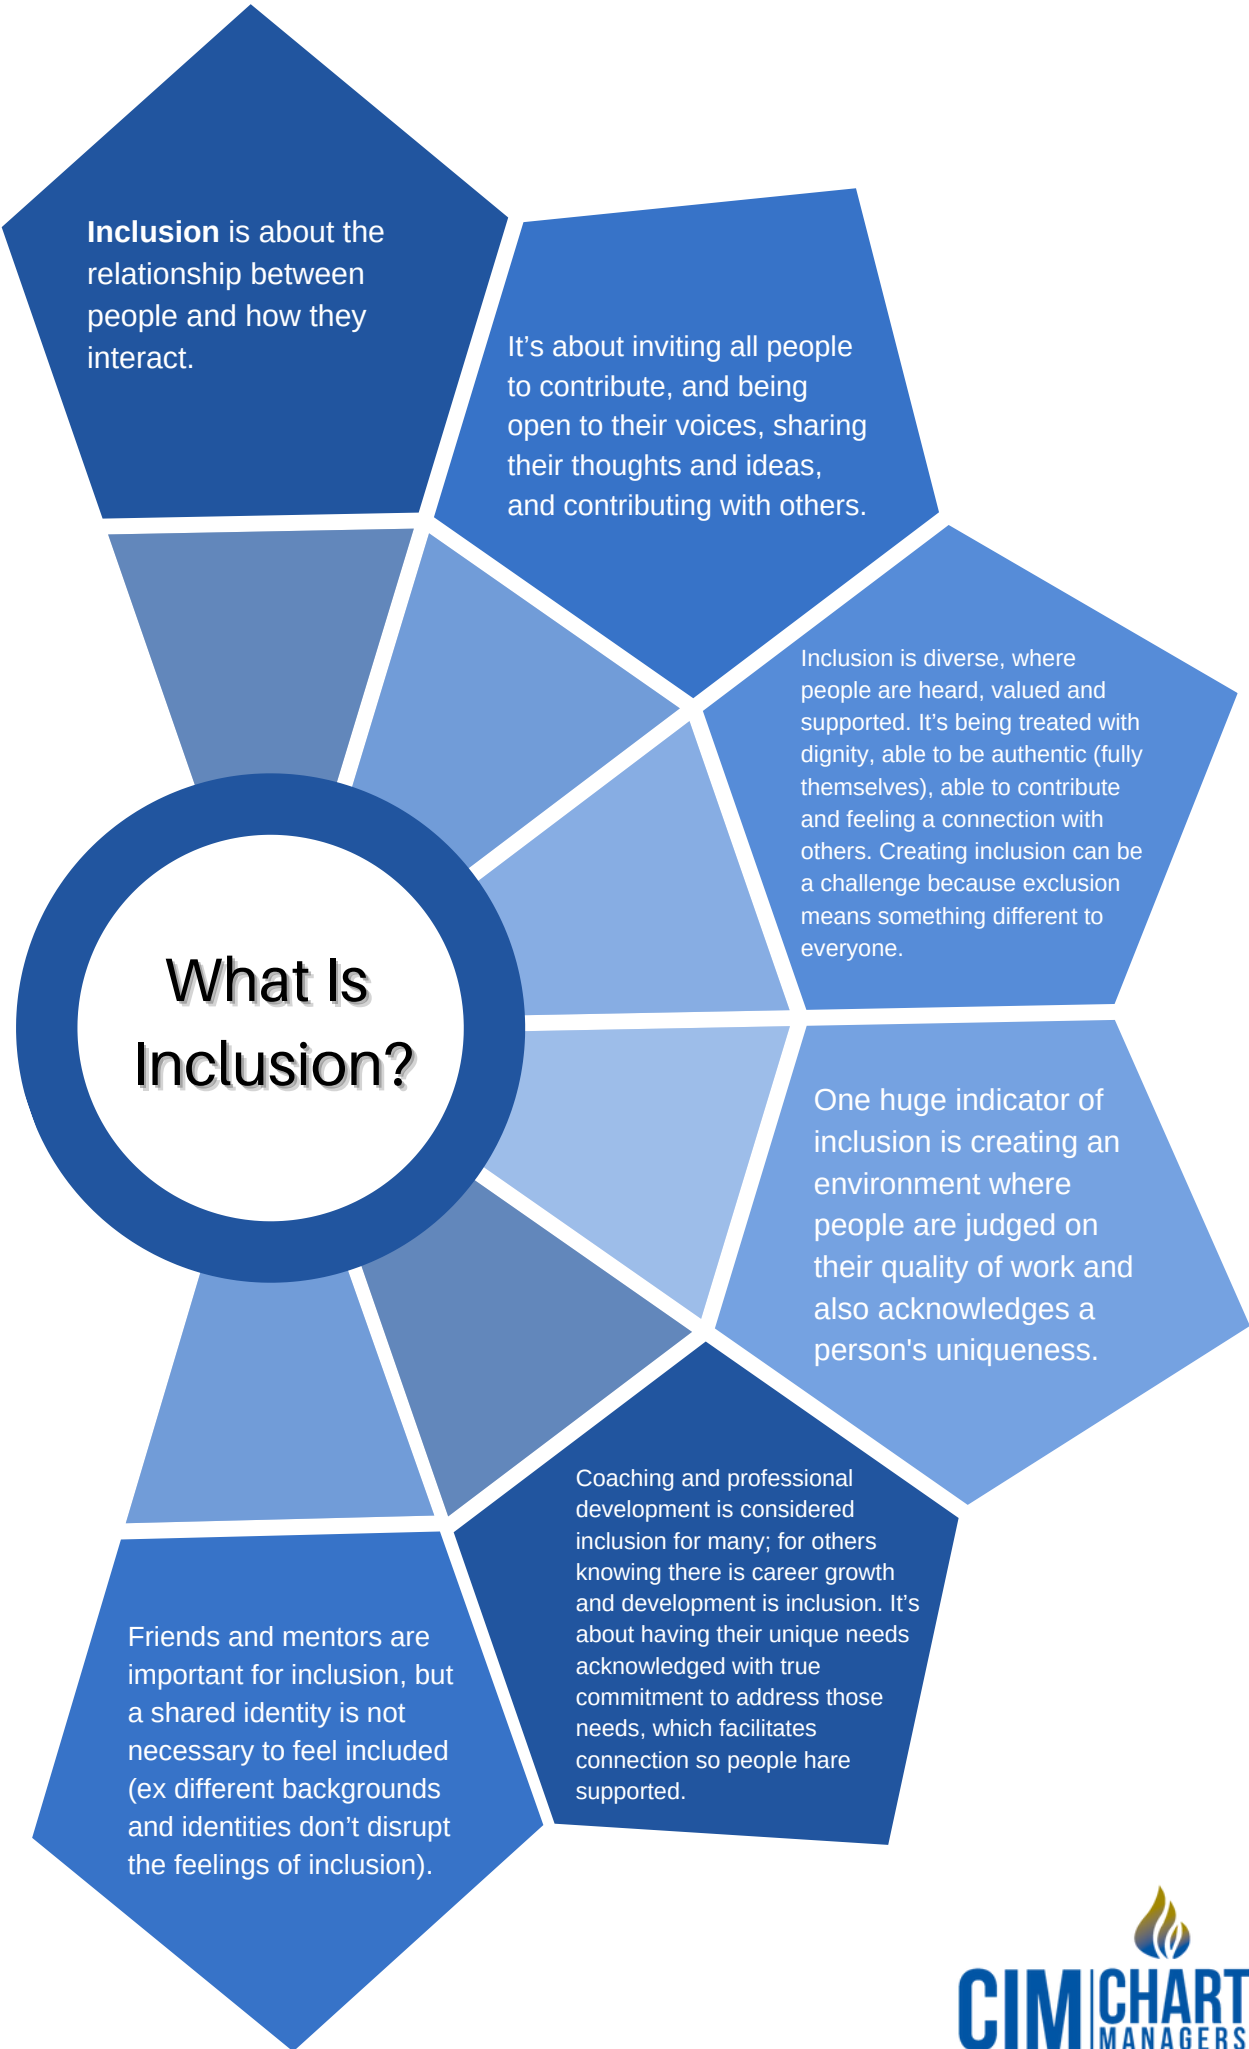 Inclusion is about the
relationship between
people and how they
interact.
It’s about inviting all people
to contribute, and being
open to their voices, sharing
their thoughts and ideas,
and contributing with others.
Inclusion is diverse, where
people are heard, valued and
supported. It’s being treated with
dignity, able to be authentic (fully
themselves), able to contribute
and feeling a connection with
others. Creating inclusion can be
a challenge because exclusion
means something different to
everyone.
What Is
Inclusion?
One huge indicator of
inclusion is creating an
environment where
people are judged on
their quality of work and
also acknowledges a
person's uniqueness.
Coaching and professional
development is considered
inclusion for many; for others
knowing there is career growth
and development is inclusion. It’s
about having their unique needs
acknowledged with true
commitment to address those
needs, which facilitates
connection so people hare
supported.
Friends and mentors are
important for inclusion, but
a shared identity is not
necessary to feel included
(ex different backgrounds
and identities don’t disrupt
the feelings of inclusion).
CIM CHART
MANAGERS